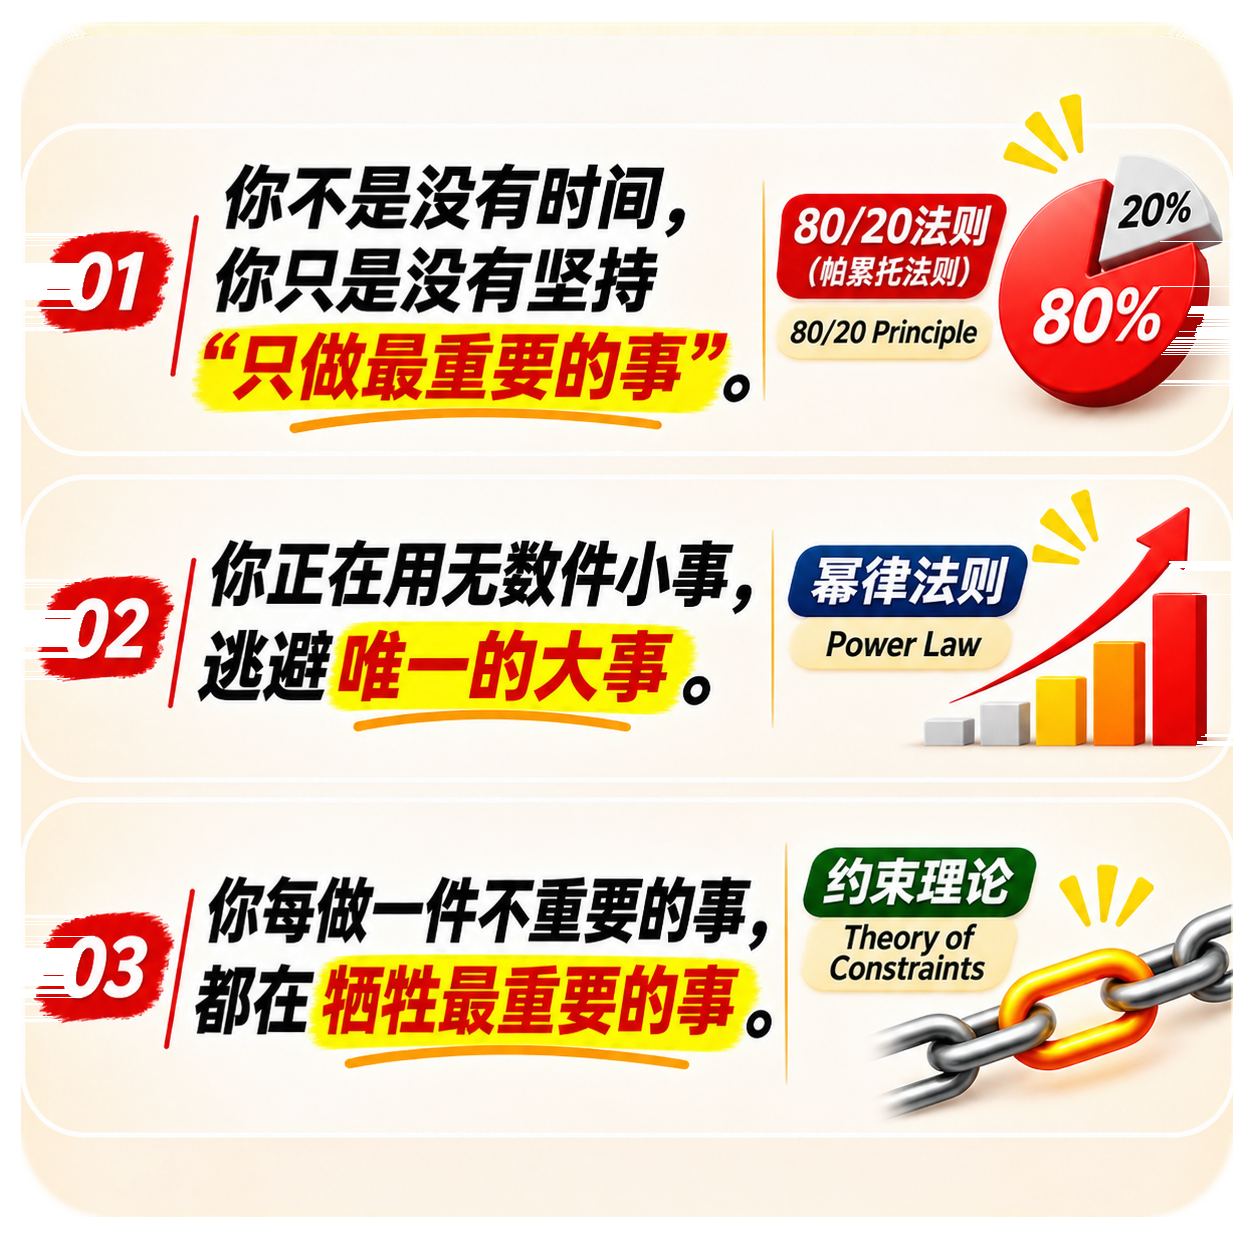 01
你不是没有时间，
你只是没有坚持
“只做最重要的事”。
80/20法则
（帕累托法则）
80/20 Principle
20%
80%
02
你正在用无数件小事，
逃避唯一的大事。
幂律法则
Power Law
03
你每做一件不重要的事，
都在牺牲最重要的事。
约束理论
Theory of
Constraints